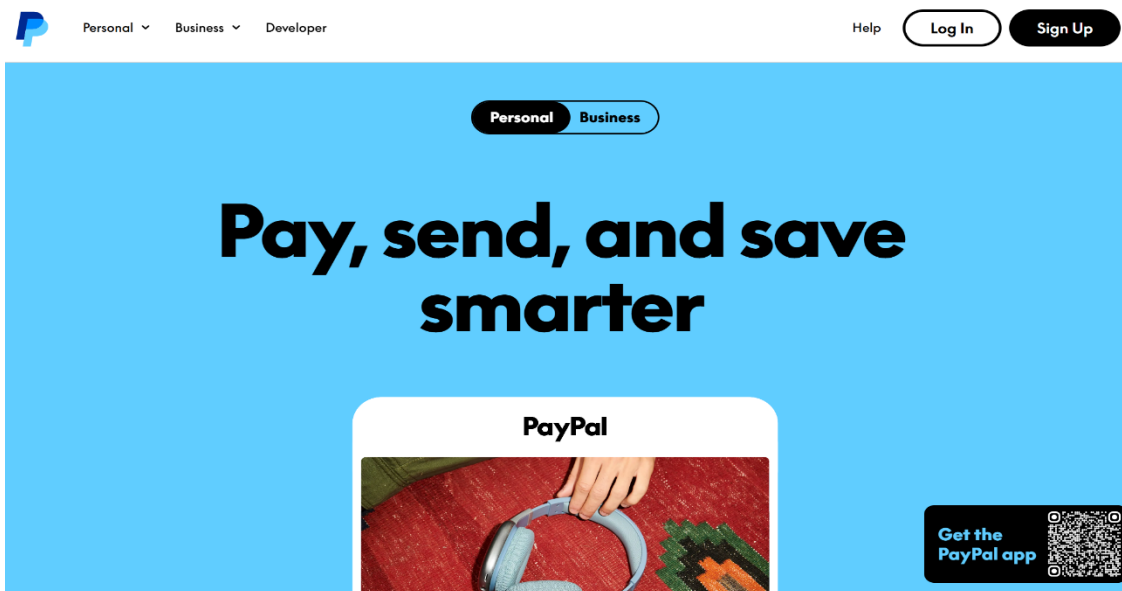 Personal Business Developer Help Log In Sign Up
Personal Business
Pay, send, and save
smarter
PayPal
Get the
PayPal app